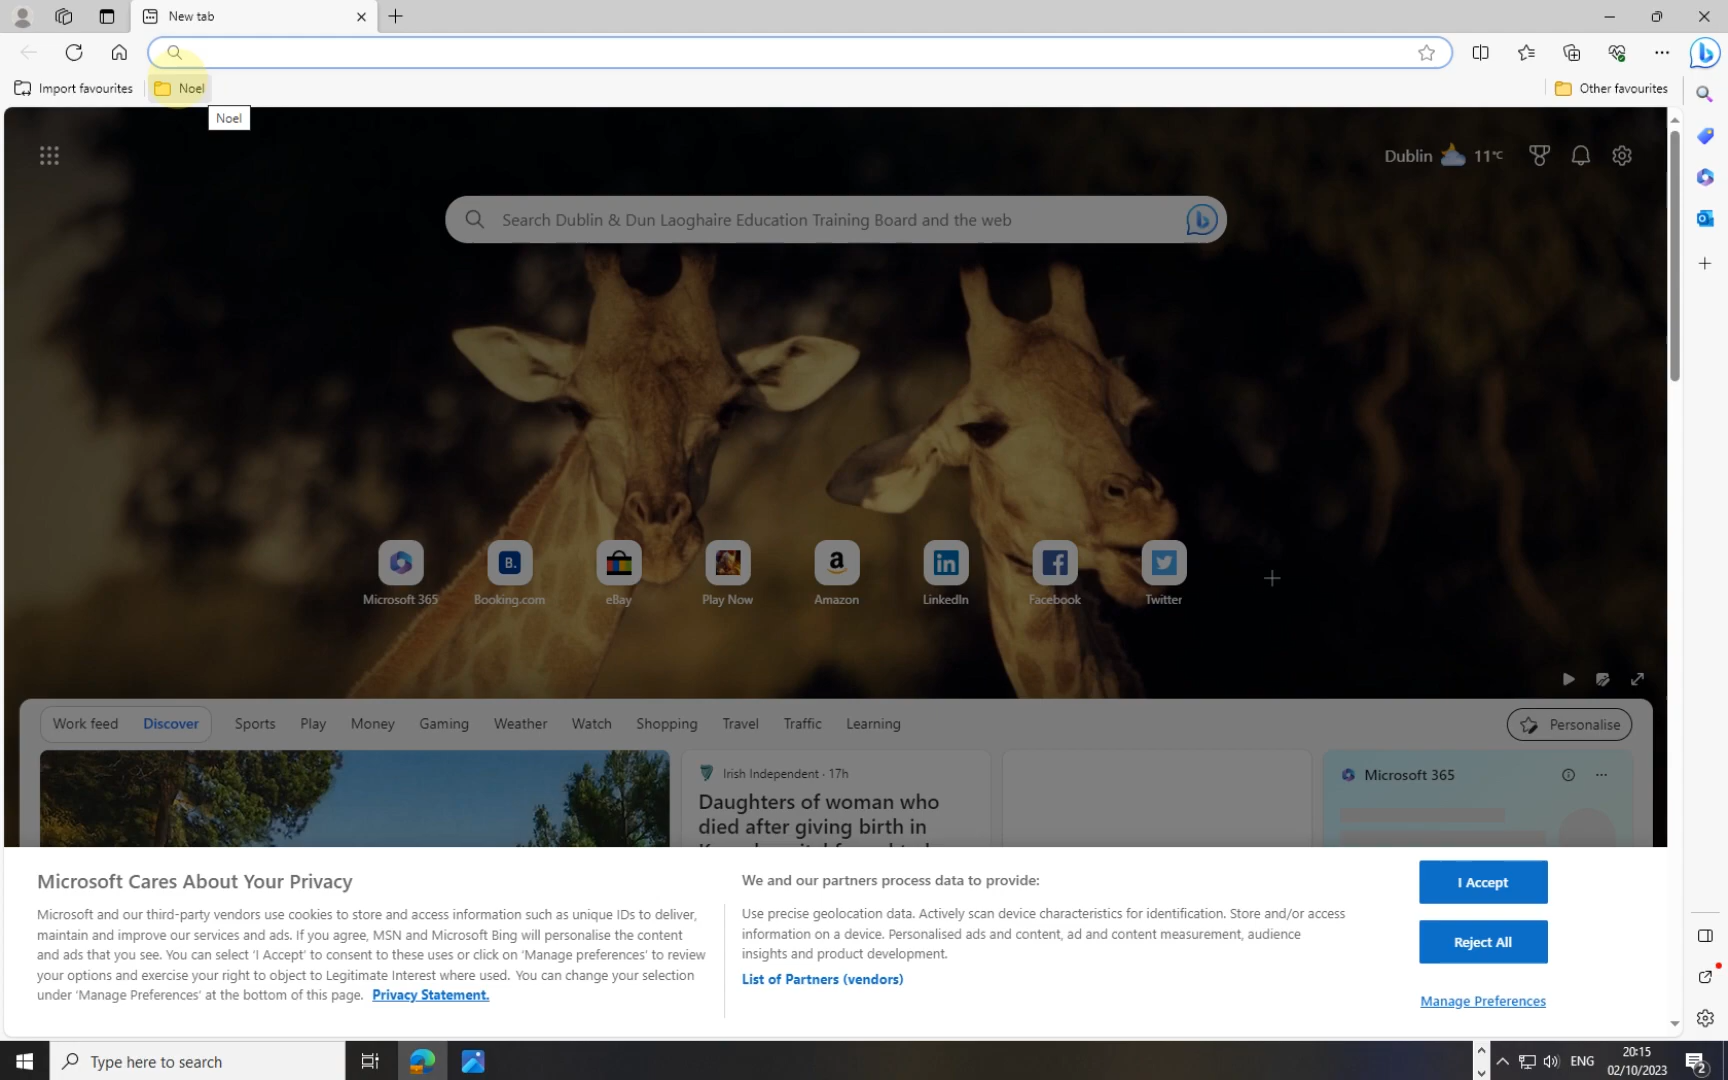 New tab
Import favourites
Noel
Other favourites
Noel
Dublin 11°C
Search Dublin & Dun Laoghaire Education Training Board and the web
Microsoft 365
Booking.com
eBay
Play Now
Amazon
LinkedIn
Facebook
Twitter
Work feed
Discover
Sports
Play
Money
Gaming
Weather
Watch
Shopping
Travel
Traffic
Learning
Personalise
Irish Independent · 17h
Daughters of woman who
died after giving birth in
Microsoft 365
Microsoft Cares About Your Privacy
Microsoft and our third-party vendors use cookies to store and access information such as unique IDs to deliver,
maintain and improve our services and ads. If you agree, MSN and Microsoft Bing will personalise the content
and ads that you see. You can select 'I Accept' to consent to these uses or click on 'Manage preferences' to review
your options and exercise your right to object to Legitimate Interest where used. You can change your selection
under 'Manage Preferences' at the bottom of this page. Privacy Statement.
We and our partners process data to provide:
Use precise geolocation data. Actively scan device characteristics for identification. Store and/or access
information on a device. Personalised ads and content, ad and content measurement, audience
insights and product development.
List of Partners (vendors)
I Accept
Reject All
Manage Preferences
Type here to search
ENG
20:15
02/10/2023
2